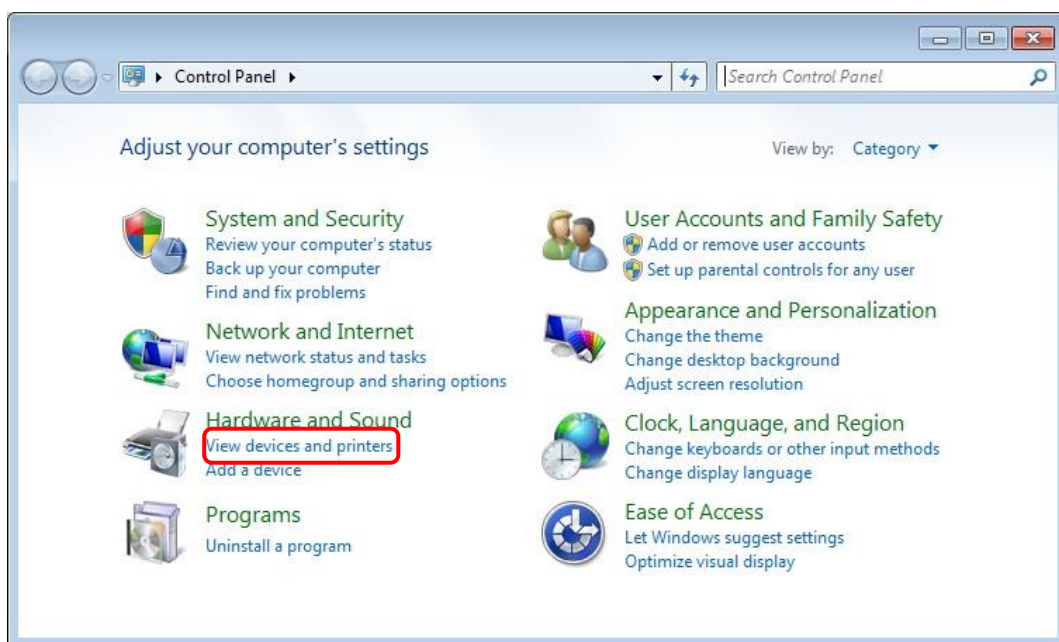 Control Panel
Search Control Panel
Adjust your computer's settings
View by: Category
System and Security
Review your computer's status
Back up your computer
Find and fix problems
Network and Internet
View network status and tasks
Choose homegroup and sharing options
Hardware and Sound
View devices and printers
Add a device
Programs
Uninstall a program
User Accounts and Family Safety
Add or remove user accounts
Set up parental controls for any user
Appearance and Personalization
Change the theme
Change desktop background
Adjust screen resolution
Clock, Language, and Region
Change keyboards or other input methods
Change display language
Ease of Access
Let Windows suggest settings
Optimize visual display